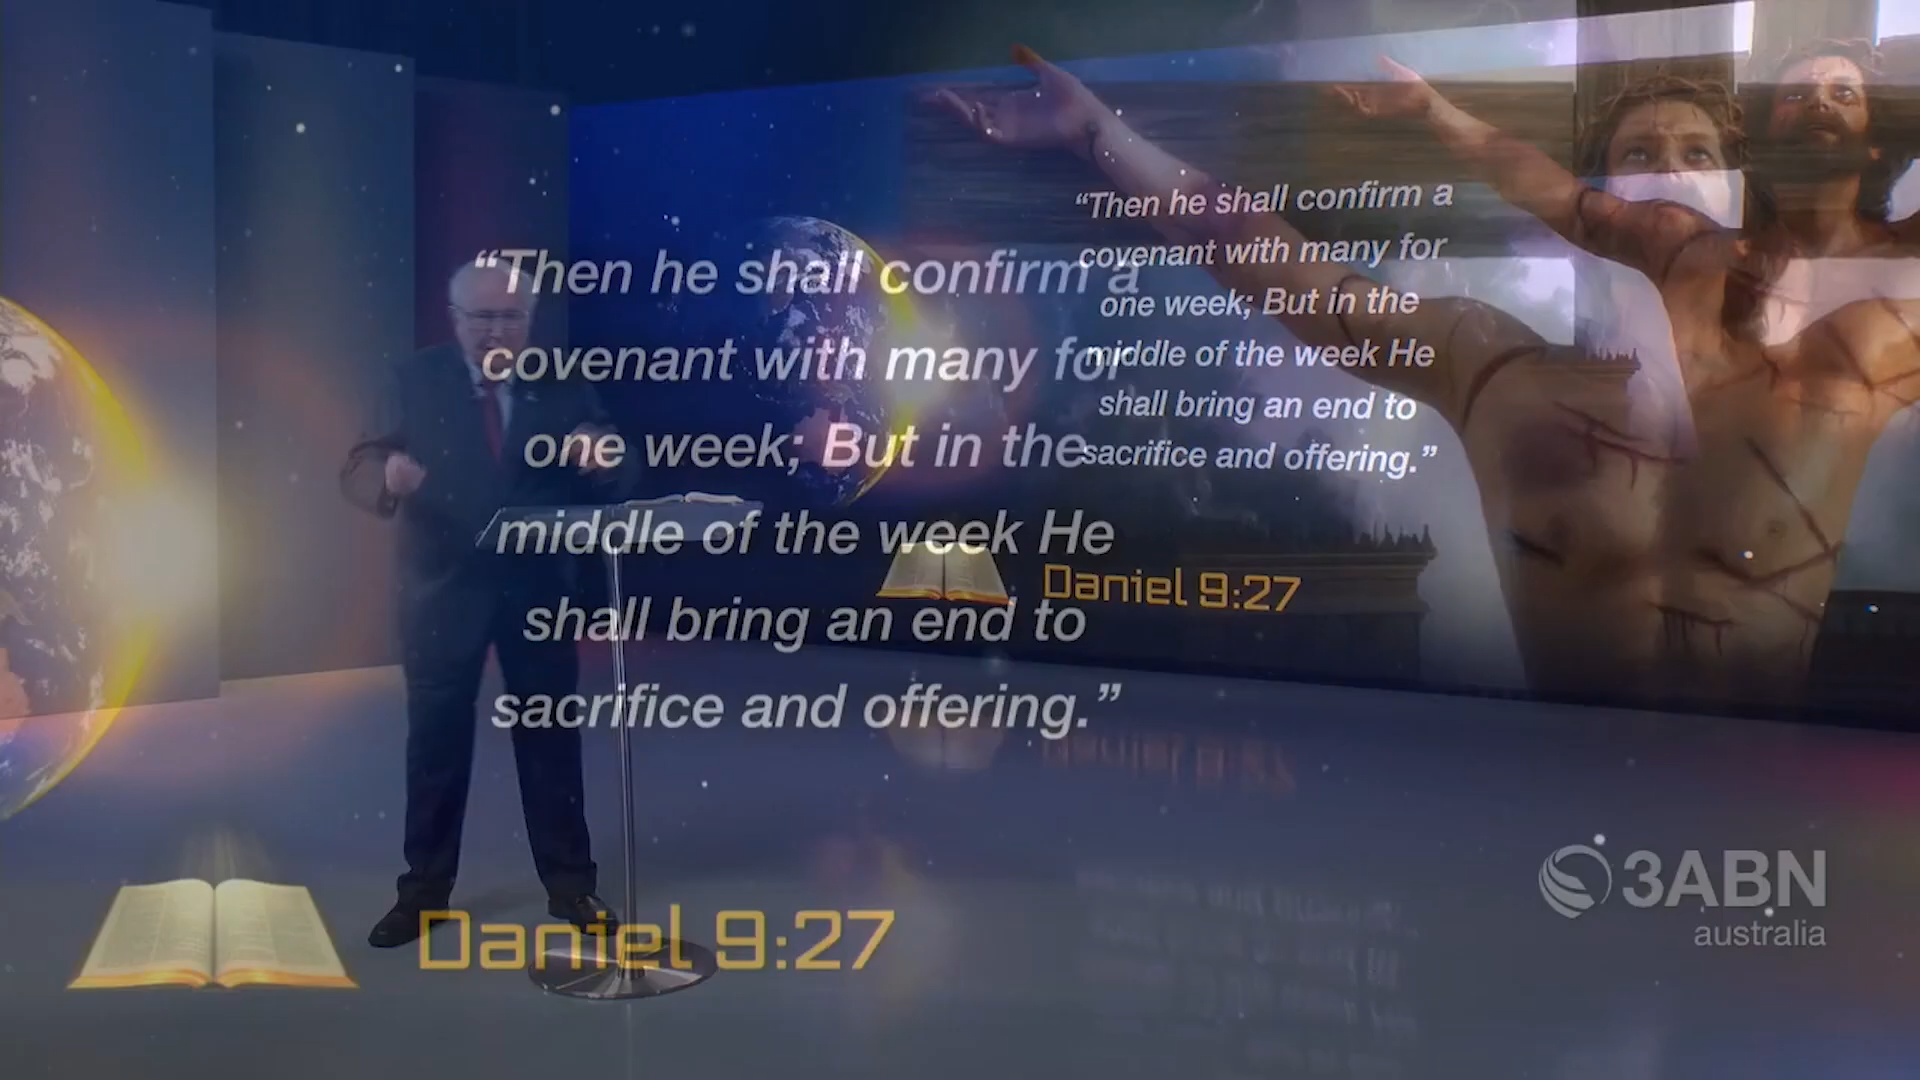 “Then he shall confirm a
covenant with many for
one week; But in the
middle of the week He
shall bring an end to
sacrifice and offering.”
Daniel 9:27
“Then he shall confirm a
covenant with many for
one week; But in the
middle of the week He
shall bring an end to
sacrifice and offering.”
Daniel 9:27
3ABN
australia